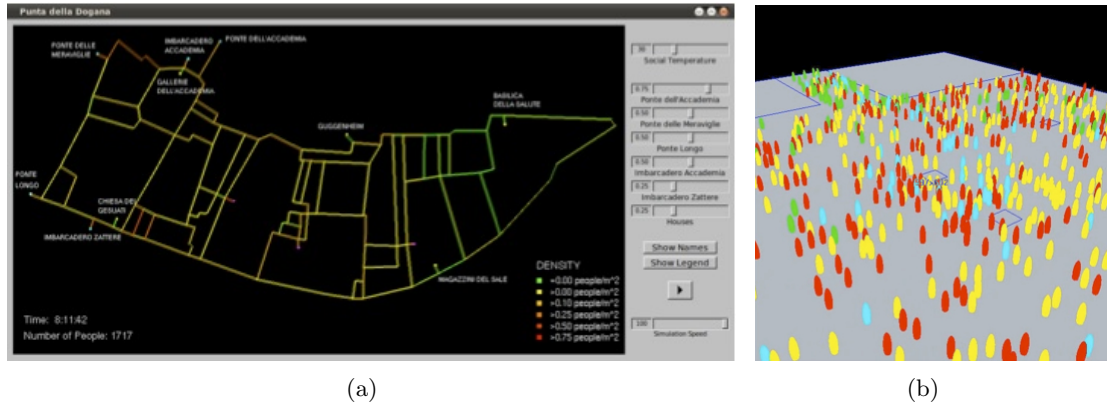 Punta della Dogana
PONTE DELLE
MERAVIGLIE
IMBARCADERO
ACCADEMIA
PONTE DELL'ACCADEMIA
GALLERIE
DELL'ACCADEMIA
GUGGENHEIM
BASILICA
DELLA SALUTE
PONTE
LONGO
CHIESA DEI
GESUATI
IMBARCADERO ZATTERE
MAGAZZINI DEL SALE
DENSITY
=0.00 people/m^2
>0.00 people/m^2
>0.10 people/m^2
>0.25 people/m^2
>0.50 people/m^2
>0.75 people/m^2
Time: 8:11:42
Number of People: 1717
30
Social Temperature
0.75
Ponte dell'Accademia
0.50
Ponte delle Meraviglie
0.50
Ponte Longo
0.50
Imbarcadero Accademia
0.25
Imbarcadero Zattere
0.25
Houses
Show Names
Show Legend
100
Simulation Speed
(a)
(b)